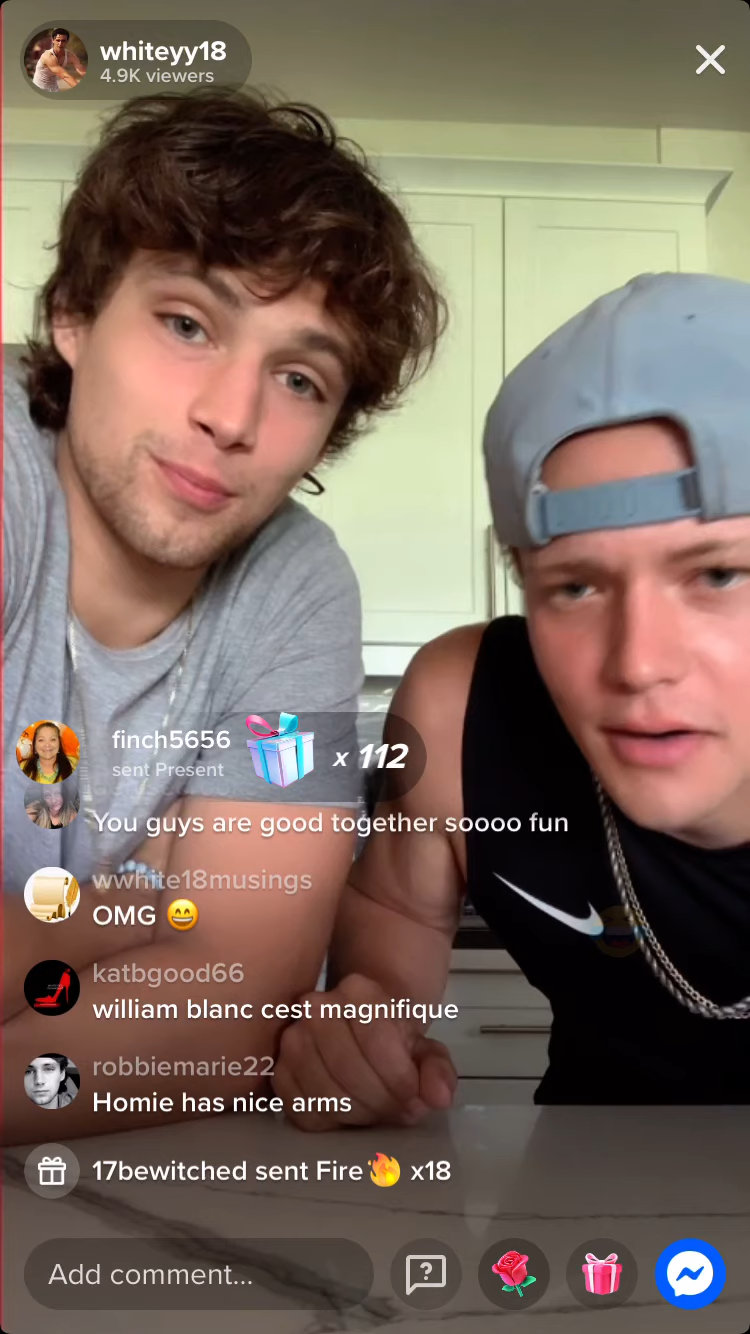 whiteyy18
4.9K viewers
finch5656
sent Present
x 112
You guys are good together soooo fun
wwhite18musings
OMG 😄
katbgood66
william blanc cest magnifique
robbiemarie22
Homie has nice arms
17bewitched sent Fire🔥 x18
Add comment...
?